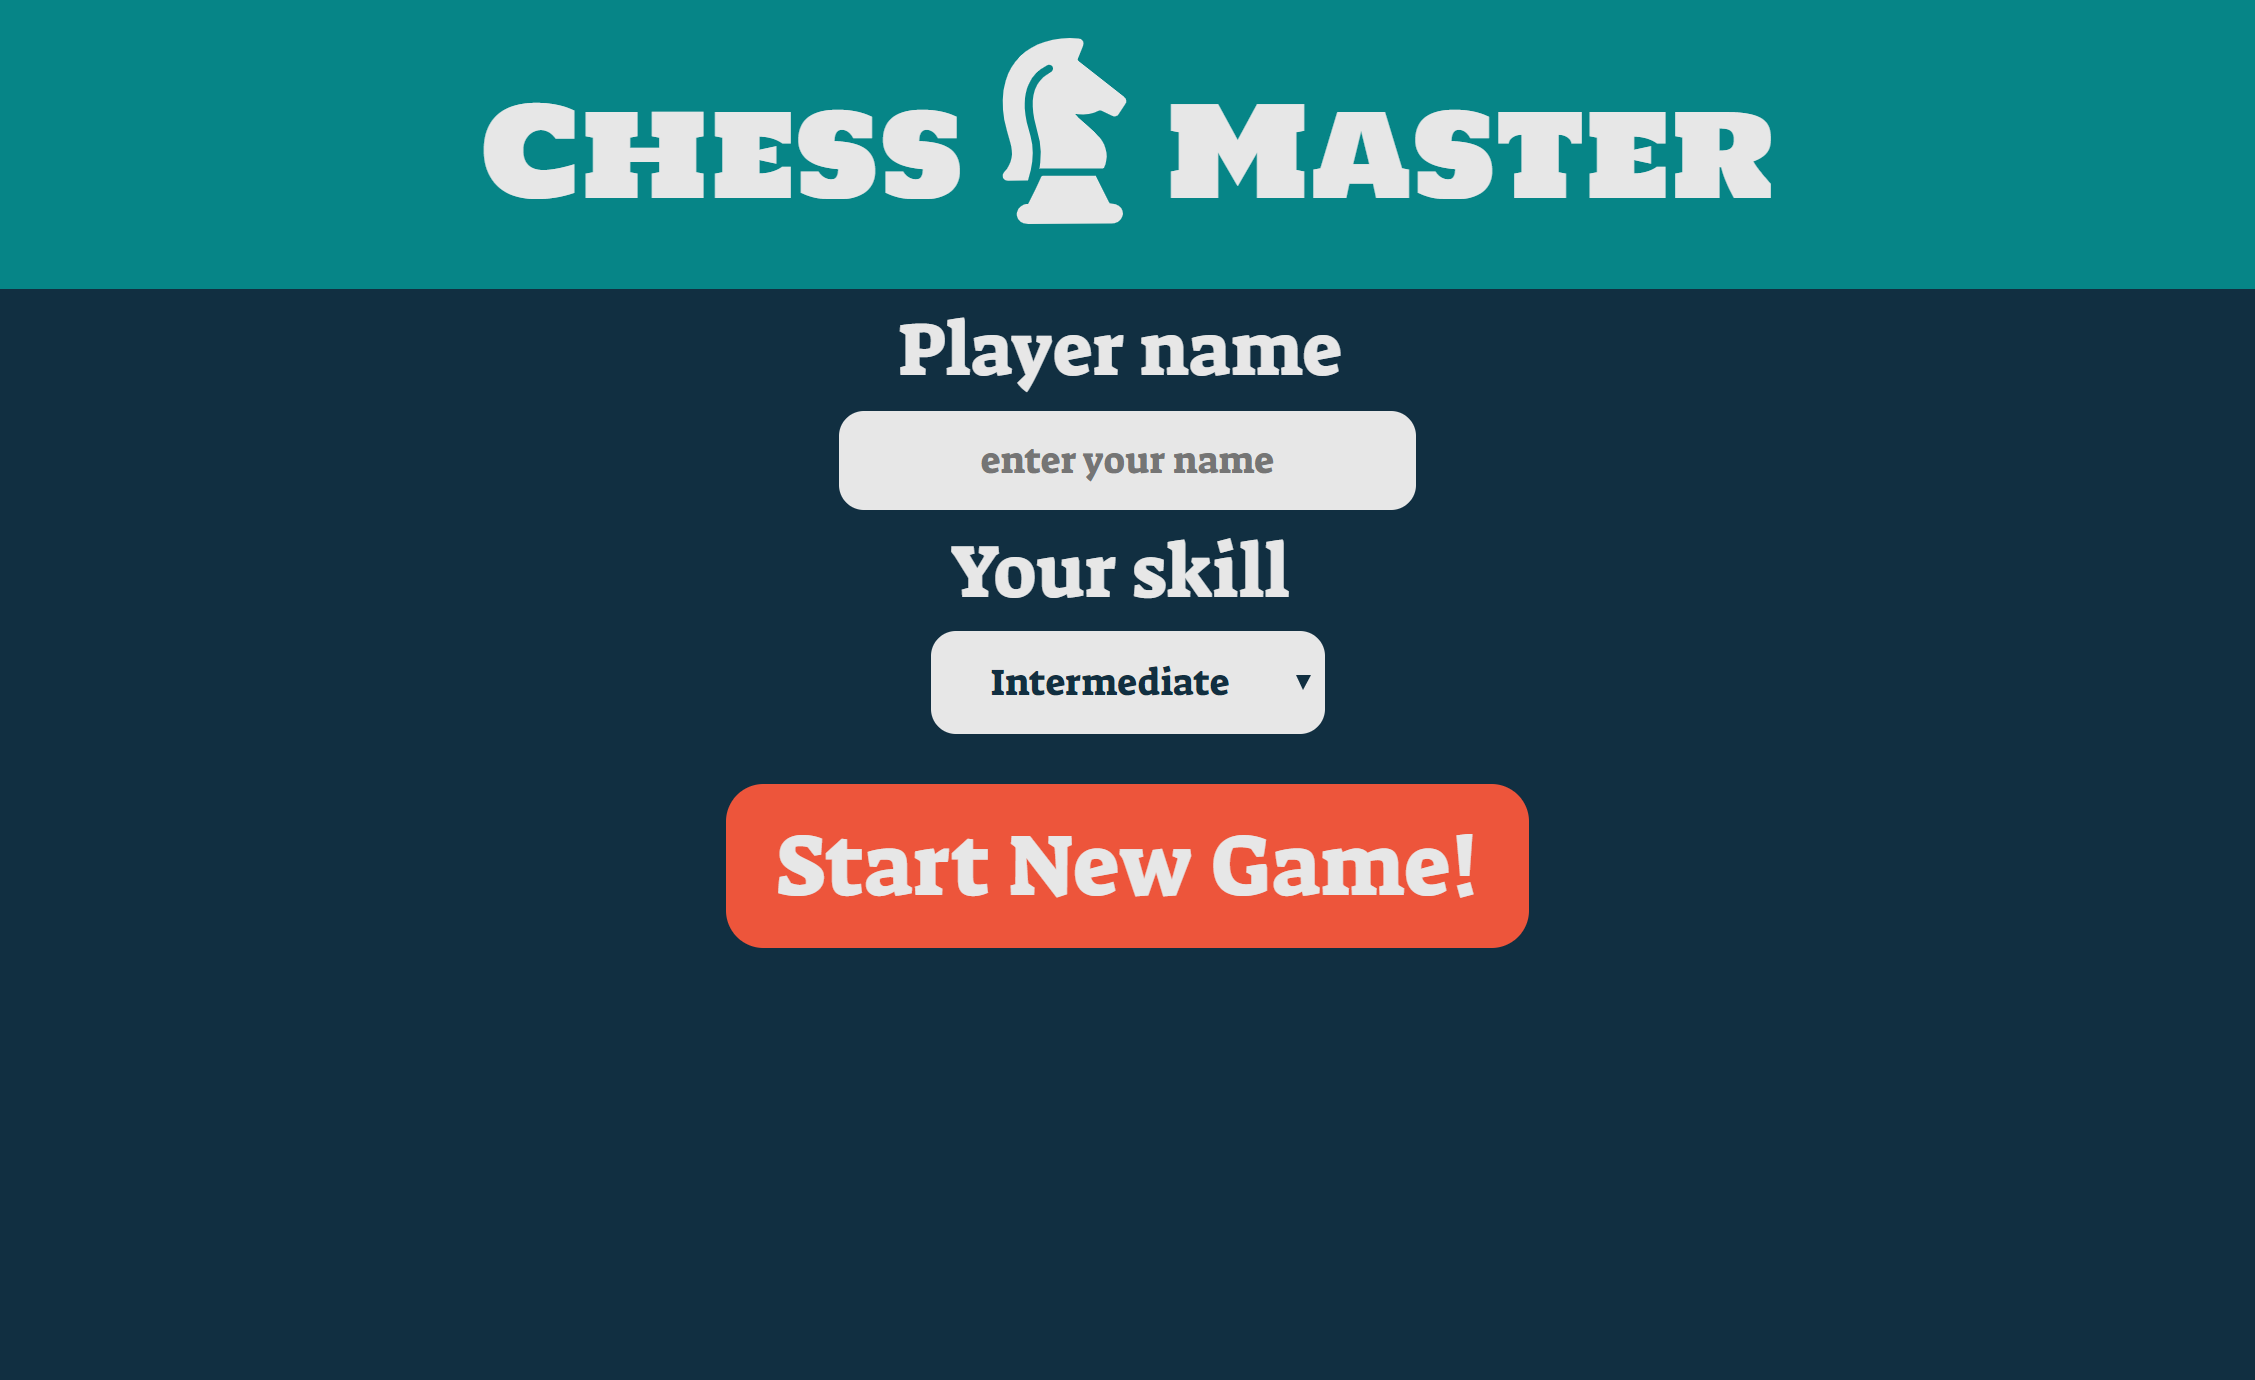 Chess Master
Player name
enter your name
Your skill
Intermediate
Start New Game!